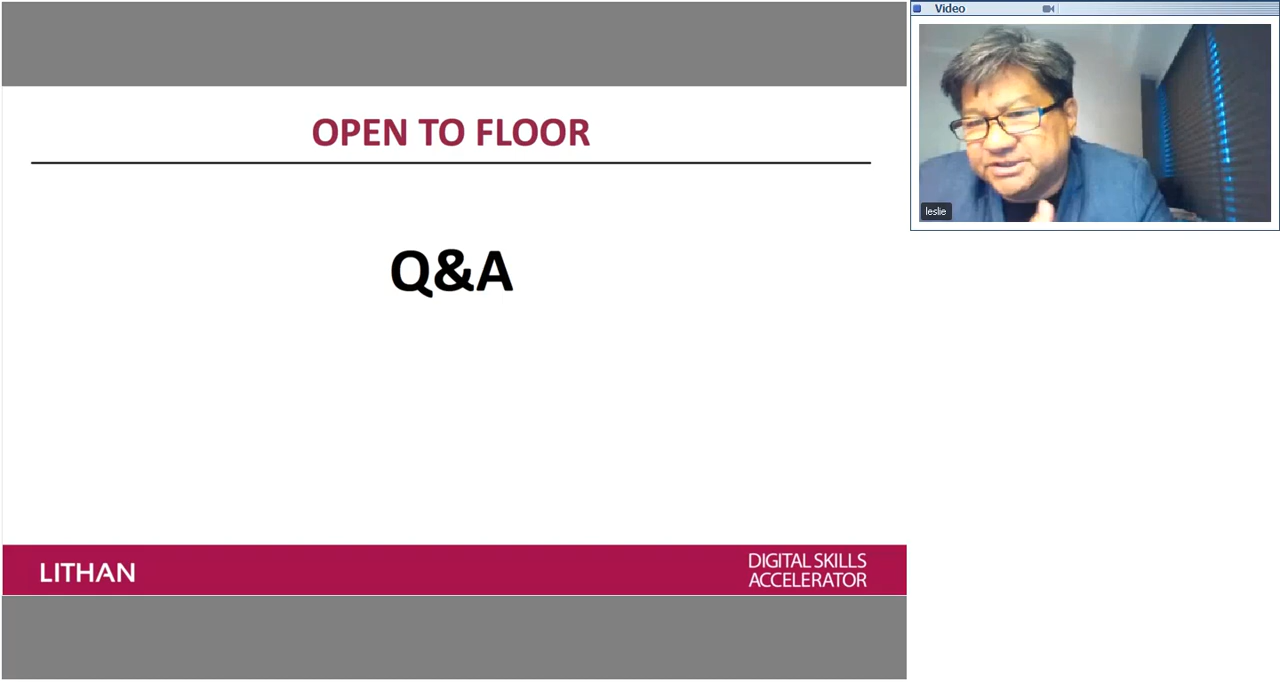 OPEN TO FLOOR
Q&A
LITHAN
DIGITAL SKILLS
ACCELERATOR
Video
leslie